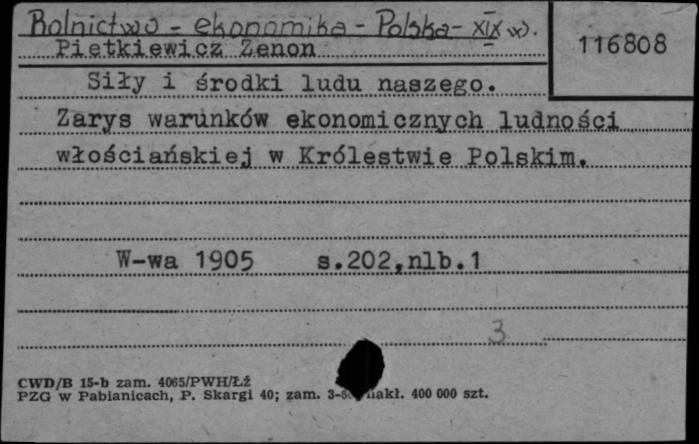 Rolnictwo - ekonomika - Polska - XIX w.
116808
Pietkiewicz Zenon
Siły i środki ludu naszego.
Zarys warunków ekonomicznych ludności
włościańskiej w Królestwie Polskim.
W-wa 1905 s.202,nlb.1
3
CWD/B 15-b zam. 4065/PWH/Łź
PZG w Pabianicach, P. Skargi 40; zam. nakł. 400 000 szt.